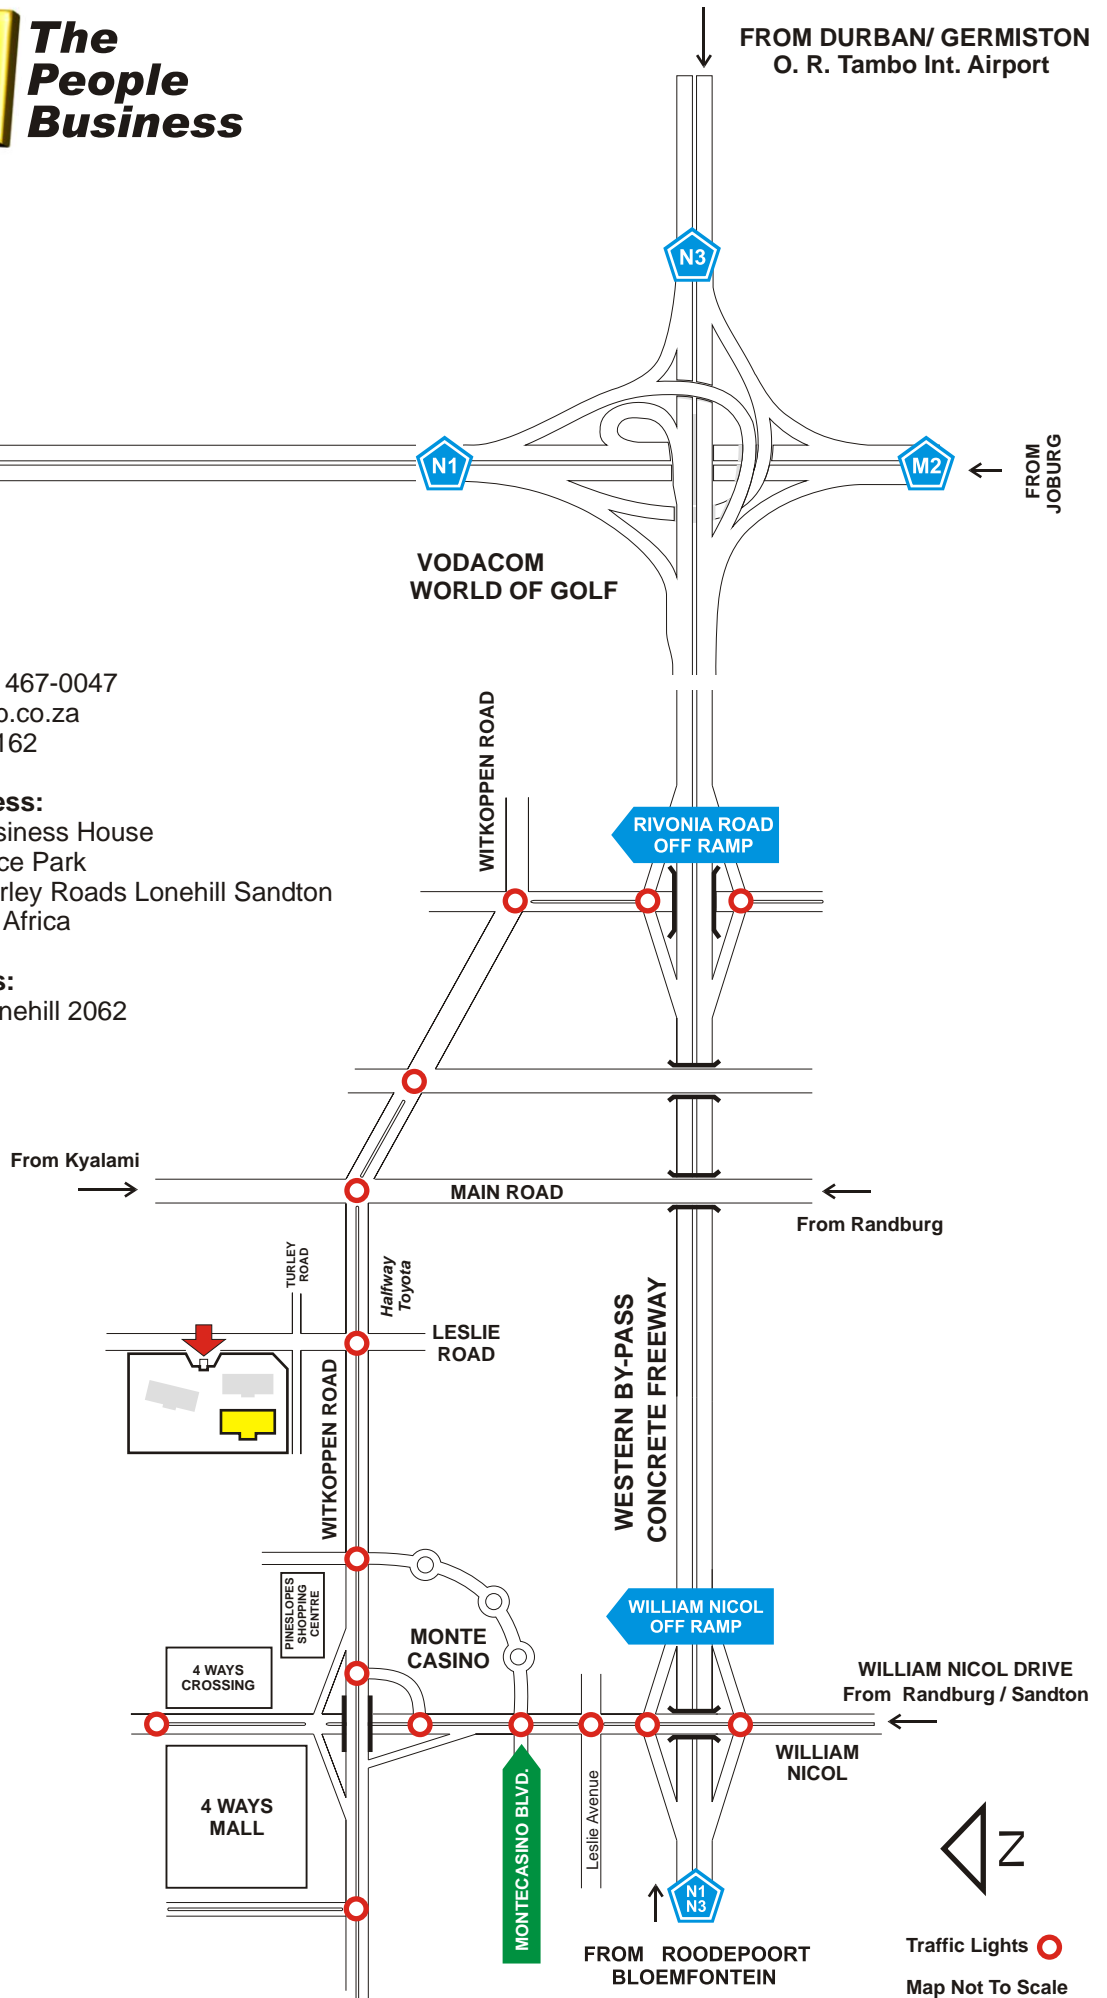 The
People
Business
FROM DURBAN/ GERMISTON
O. R. Tambo Int. Airport
N3
N1
M2
FROM
JOBURG
VODACOM
WORLD OF GOLF
467-0047
.co.za
162
ess:
siness House
ce Park
rley Roads Lonehill Sandton
Africa
s:
nehill 2062
WITKOPPEN ROAD
RIVONIA ROAD
OFF RAMP
From Kyalami
MAIN ROAD
From Randburg
TURLEY
ROAD
Halfway
Toyota
LESLIE
ROAD
WITKOPPEN ROAD
WESTERN BY-PASS
CONCRETE FREEWAY
PINESLOPES
SHOPPING
CENTRE
WILLIAM NICOL
OFF RAMP
MONTE
CASINO
4 WAYS
CROSSING
WILLIAM NICOL DRIVE
From Randburg / Sandton
WILLIAM
NICOL
4 WAYS
MALL
MONTECASINO BLVD.
Leslie Avenue
N1
N3
N
FROM ROODEPOORT
BLOEMFONTEIN
Traffic Lights
Map Not To Scale